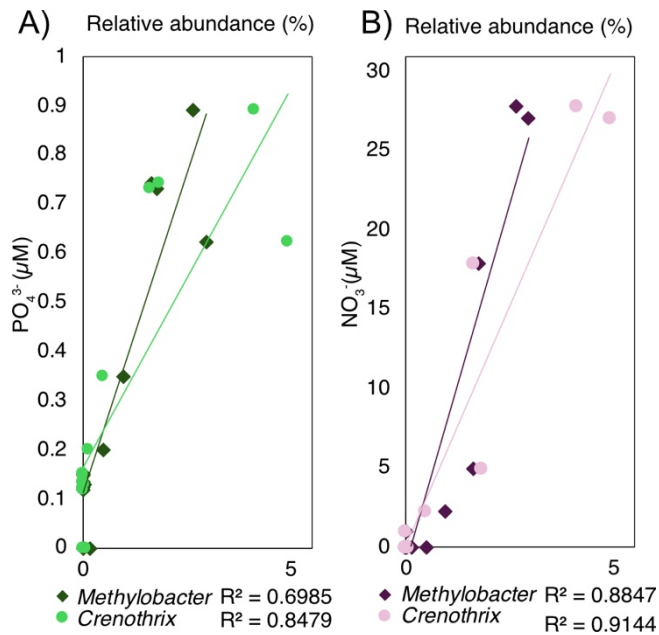 A)
Relative abundance (%)
1
0.9
0.8
0.7
0.6
0.5
0.4
0.3
0.2
0.1
0
PO₄³⁻ (μM)
0
5
Methylobacter R² = 0.6985
Crenothrix R² = 0.8479
B)
Relative abundance (%)
30
25
20
15
10
5
0
NO₃⁻ (μM)
0
5
Methylobacter R² = 0.8847
Crenothrix R² = 0.9144